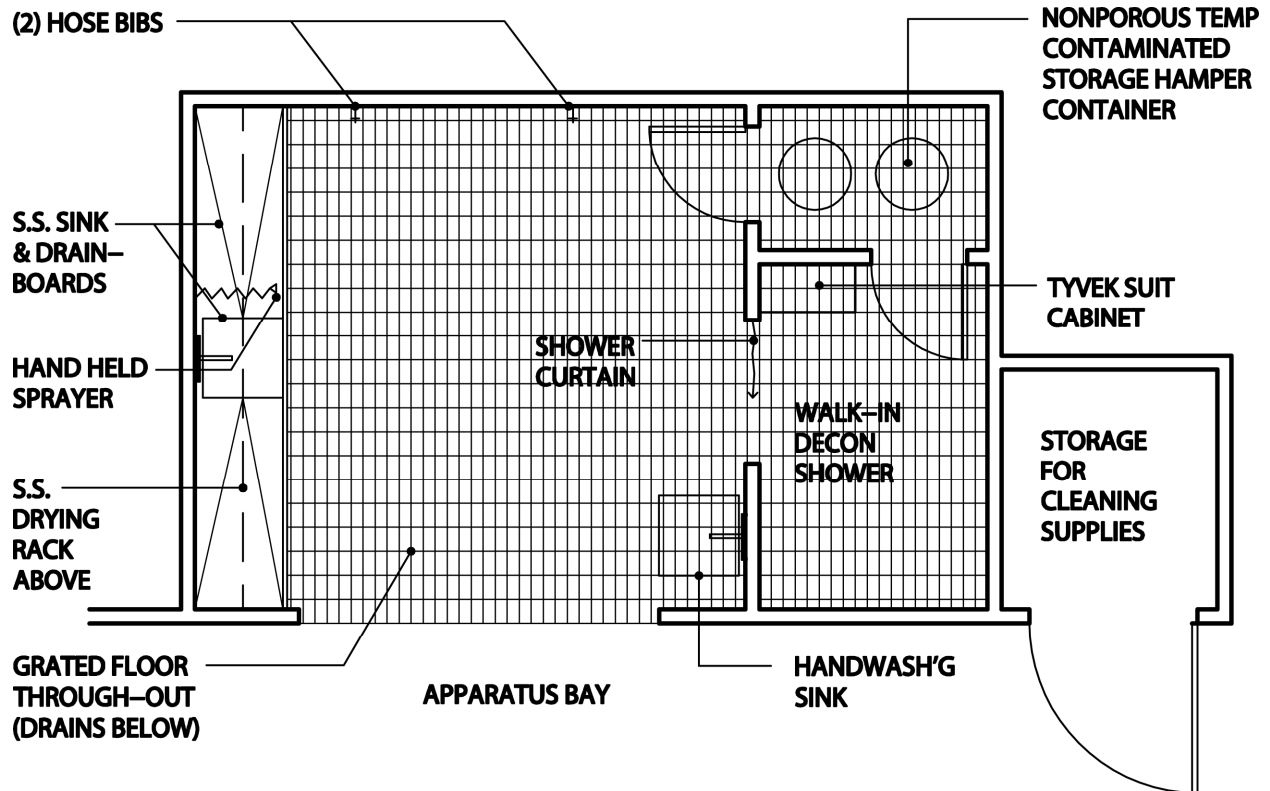 (2) HOSE BIBS
NONPOROUS TEMP
CONTAMINATED
STORAGE HAMPER
CONTAINER
S.S. SINK
& DRAIN–
BOARDS
TYVEK SUIT
CABINET
SHOWER
CURTAIN
HAND HELD
SPRAYER
WALK–IN
DECON
SHOWER
STORAGE
FOR
CLEANING
SUPPLIES
S.S.
DRYING
RACK
ABOVE
GRATED FLOOR
THROUGH–OUT
(DRAINS BELOW)
APPARATUS BAY
HANDWASH'G
SINK